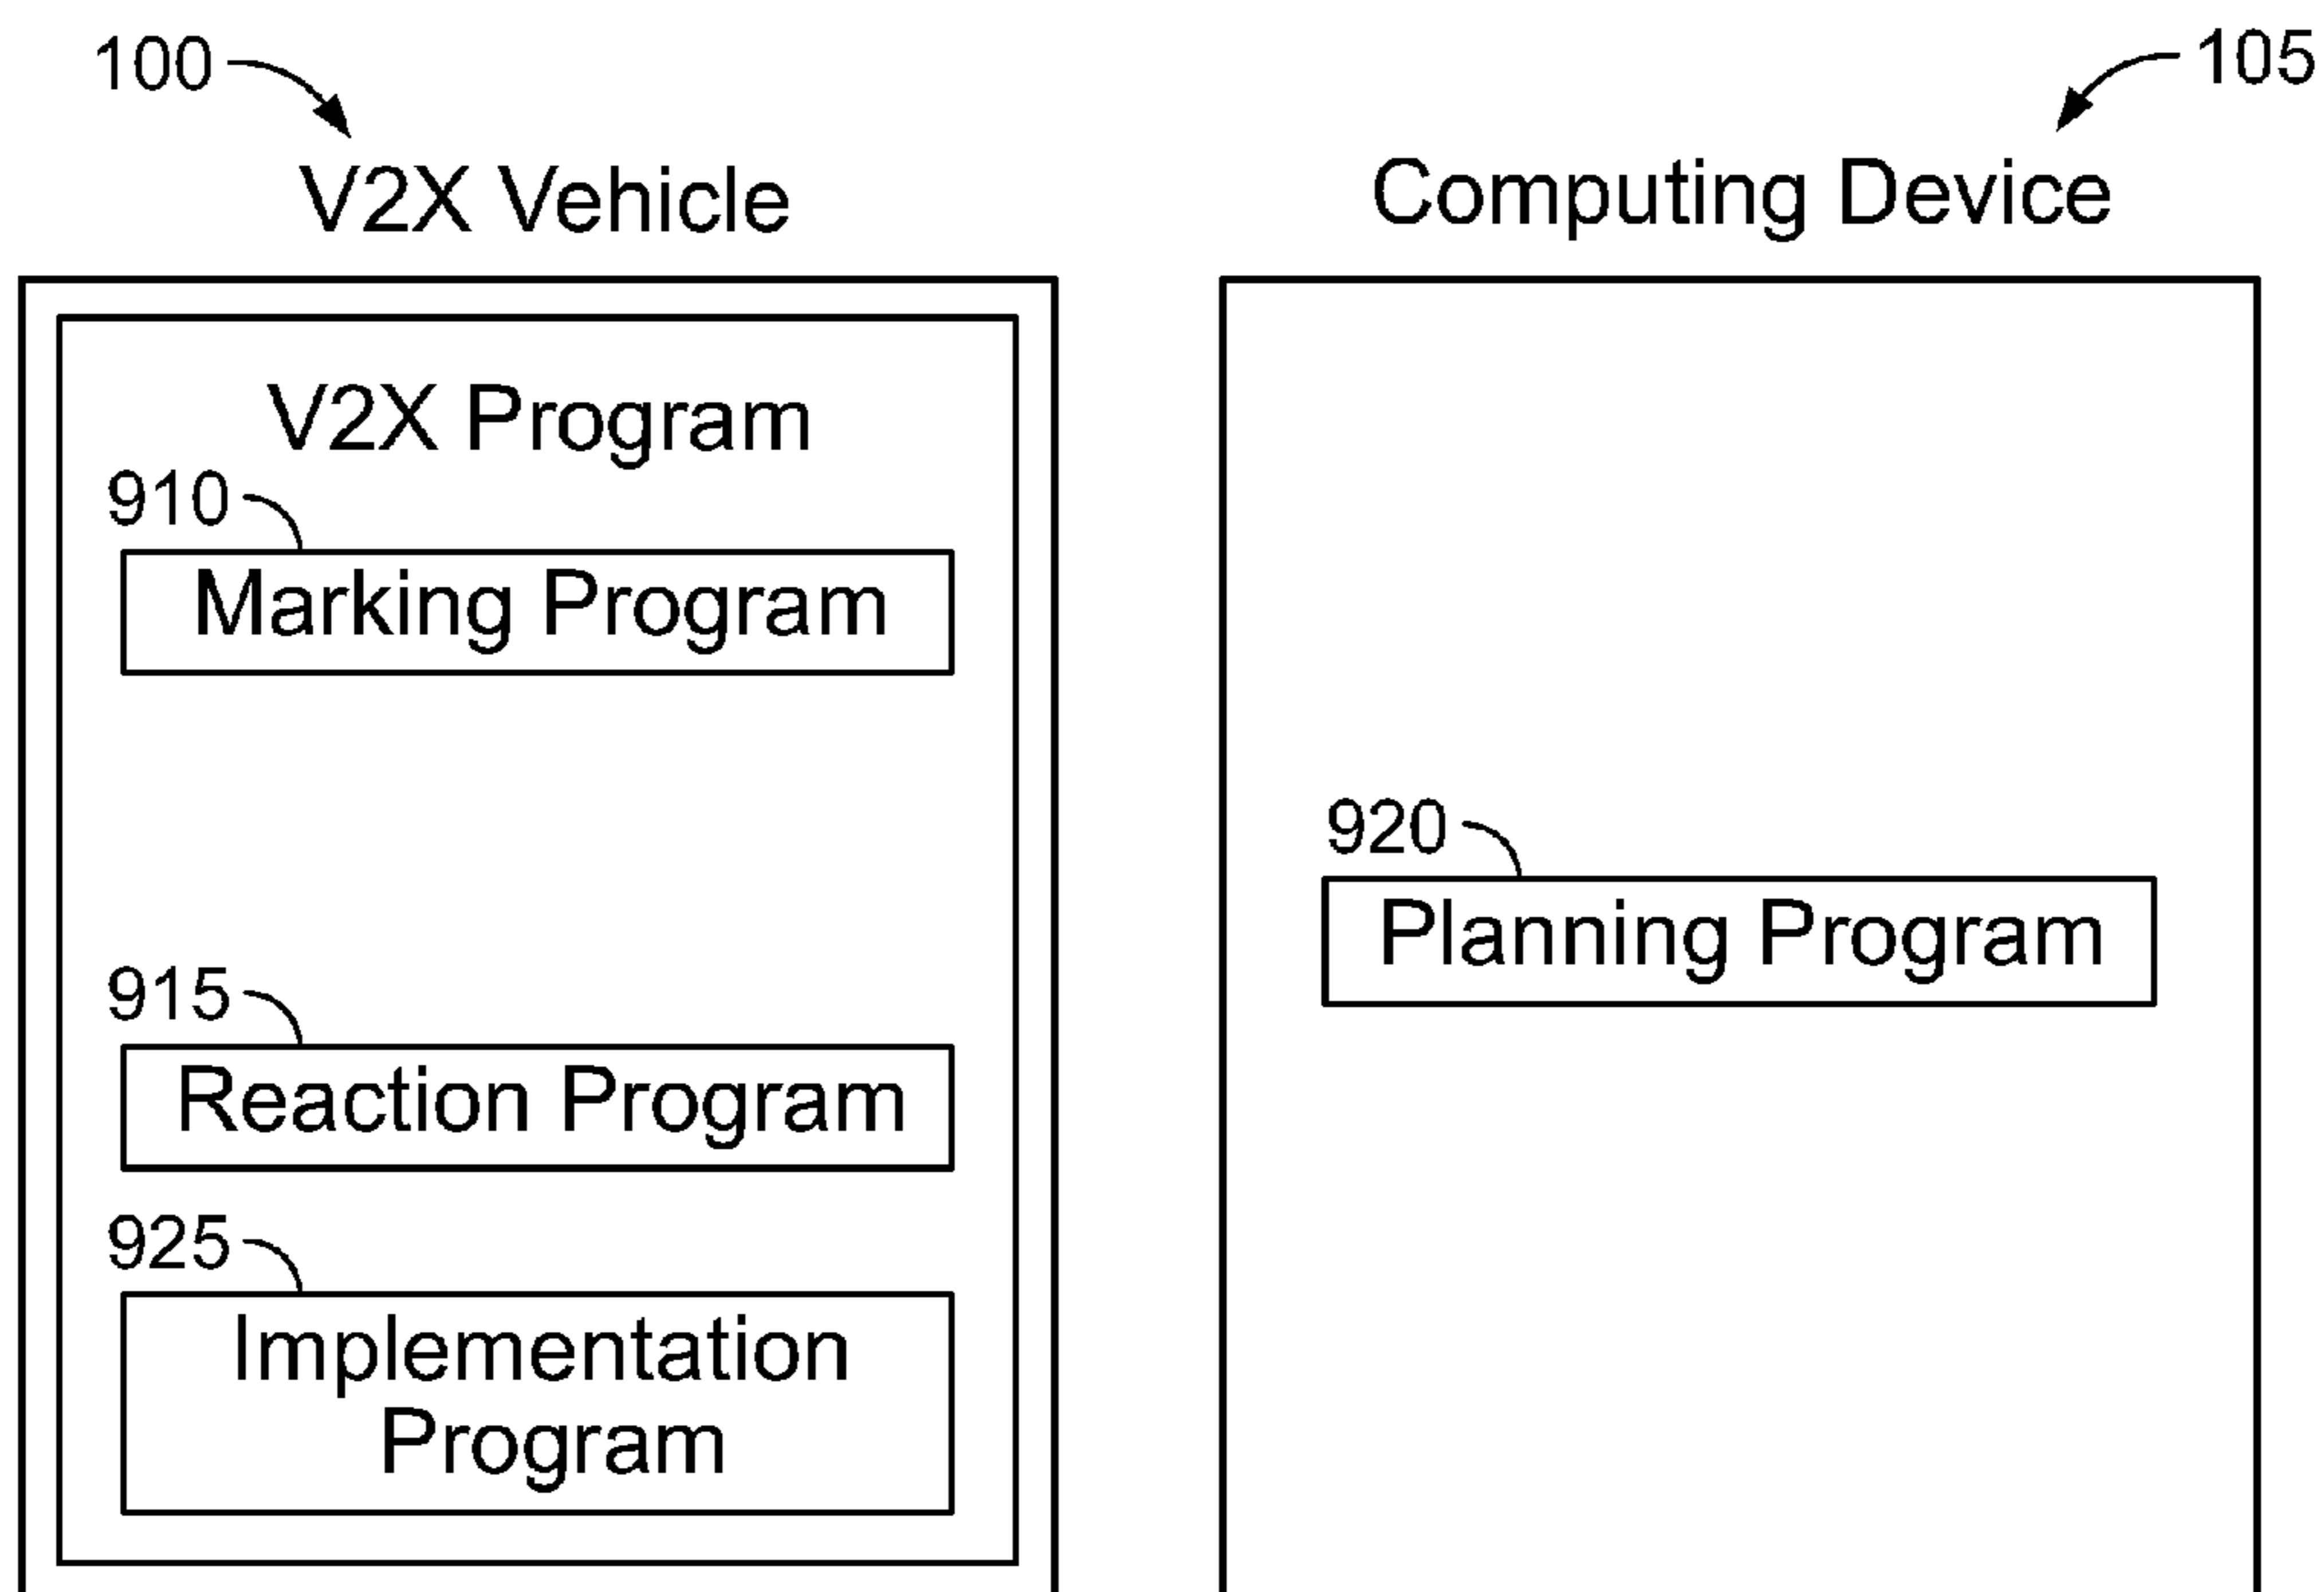 100
V2X Vehicle
V2X Program
910
Marking Program
915
Reaction Program
925
Implementation
Program
105
Computing Device
920
Planning Program